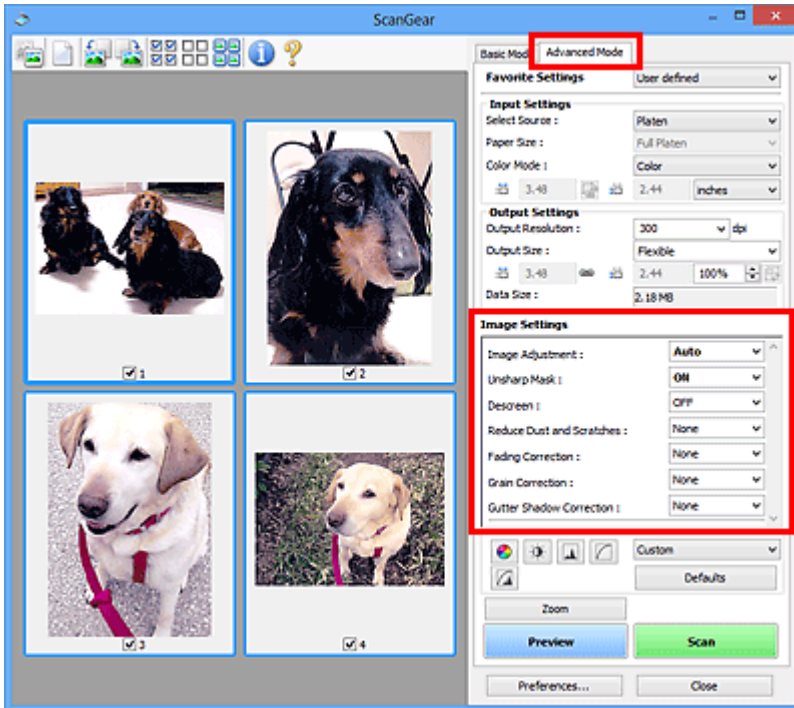 ScanGear
Basic Mod
Advanced Mode
Favorite Settings
User defined
Input Settings
Select Source :
Platen
Paper Size :
Full Platen
Color Mode :
Color
3.48
2.44
inches
Output Settings
Output Resolution :
300
dpi
Output Size :
Flexible
3.48
2.44
100%
Data Size :
2.18 MB
Image Settings
Image Adjustment :
Auto
Unsharp Mask :
ON
Descreen :
OFF
Reduce Dust and Scratches :
None
Fading Correction :
None
Grain Correction :
None
Gutter Shadow Correction :
None
Custom
Defaults
Zoom
Preview
Scan
Preferences...
Close
1
2
3
4